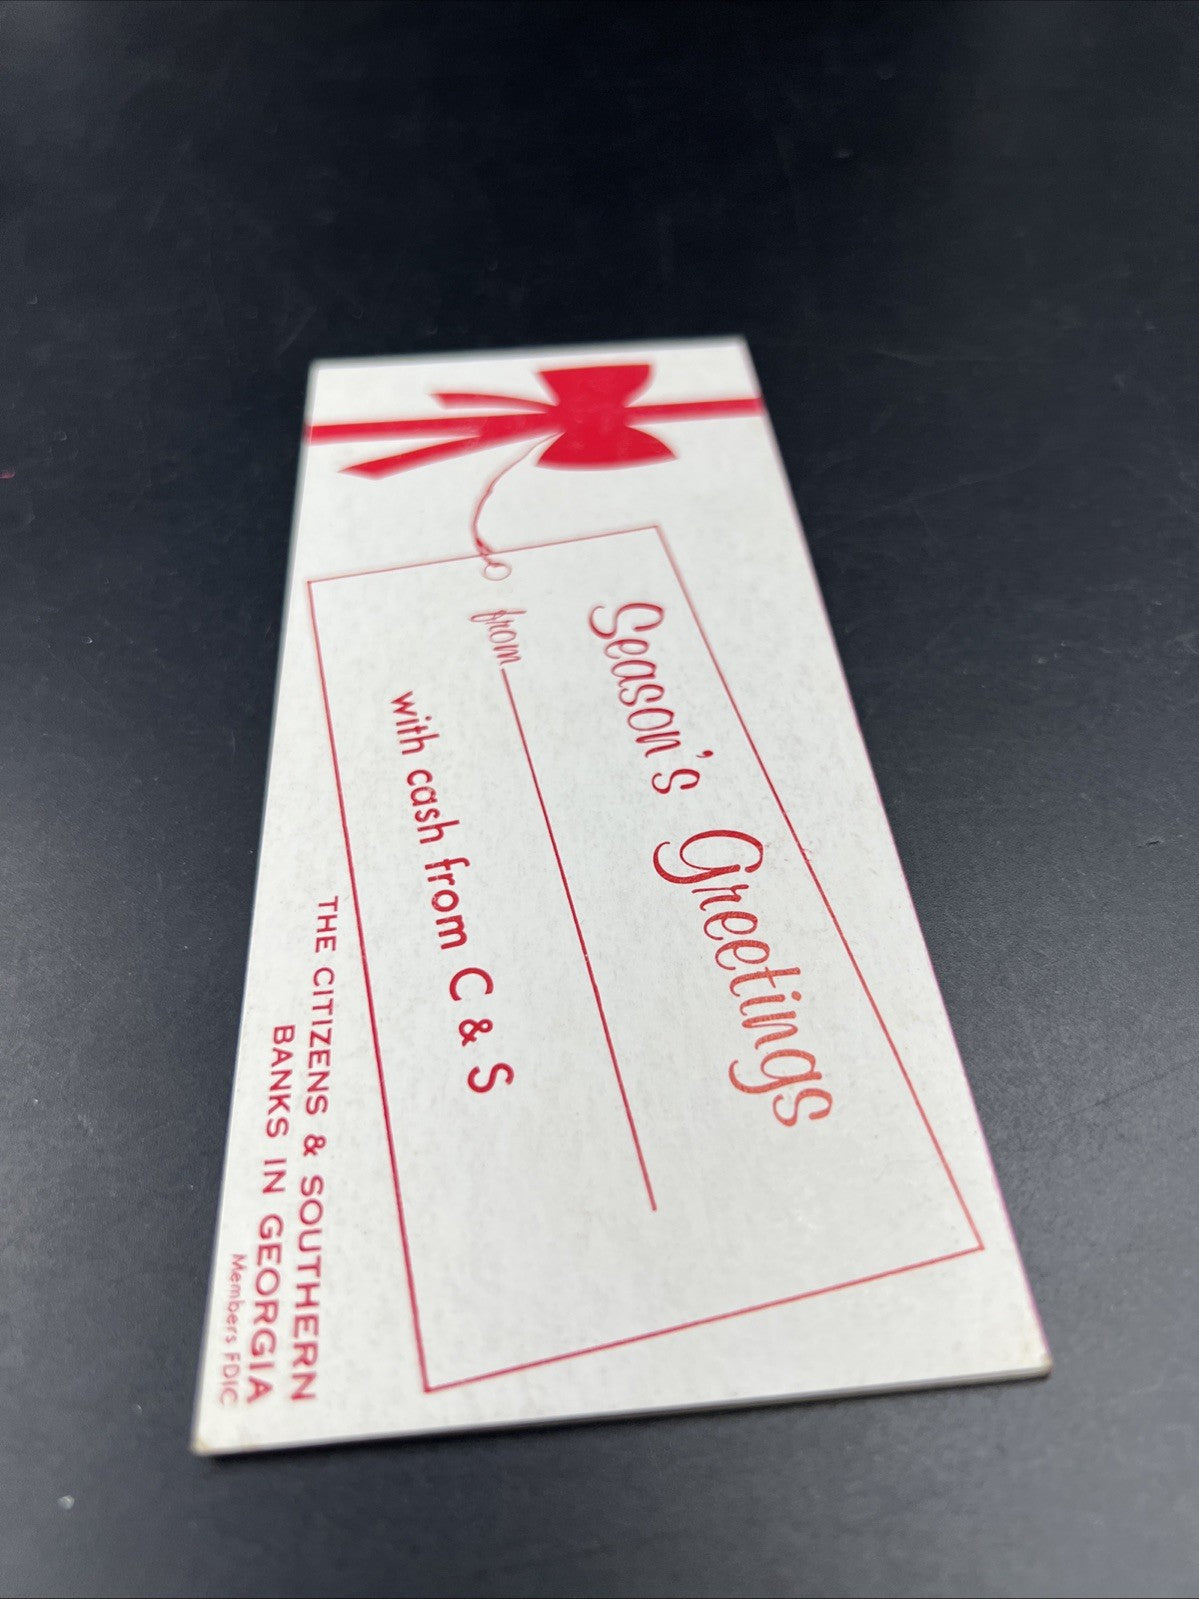 Season's Greetings
from
with cash from C & S
THE CITIZENS & SOUTHERN
BANKS IN GEORGIA
Members FDIC